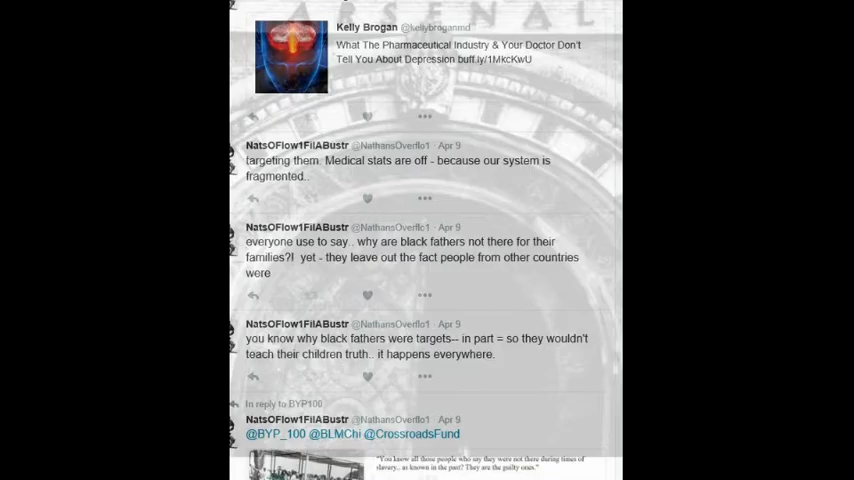 ARSENAL
Kelly Brogan @kellybroganmd
What The Pharmaceutical Industry & Your Doctor Don't
Tell You About Depression buff.ly/1MkcKwU
NatsOFlow1FilABustr @NathansOverflo1 · Apr 9
targeting them. Medical stats are off - because our system is
fragmented..
NatsOFlow1FilABustr @NathansOverflo1 · Apr 9
everyone use to say.. why are black fathers not there for their
families?! yet - they leave out the fact people from other countries
were
NatsOFlow1FilABustr @NathansOverflo1 · Apr 9
you know why black fathers were targets-- in part = so they wouldn't
teach their children truth.. it happens everywhere.
In reply to BYP100
NatsOFlow1FilABustr @NathansOverflo1 · Apr 9
@BYP_100 @BLMChi @CrossroadsFund
"You know all those people who say they were not there during times of
slavery.. as known in the past? They are the guilty ones."